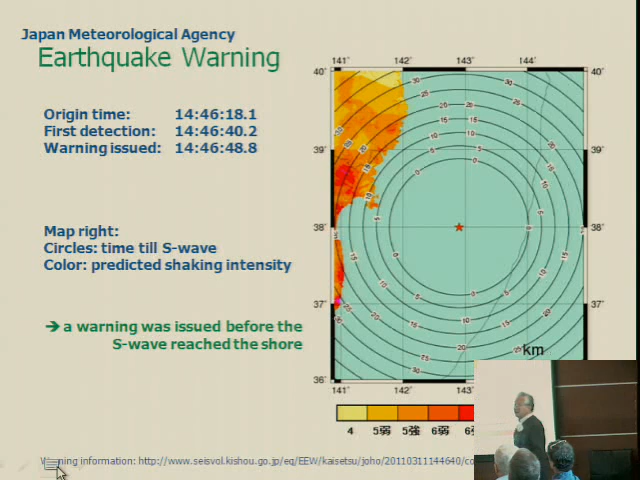 Japan Meteorological Agency
Earthquake Warning
Origin time: 14:46:18.1
First detection: 14:46:40.2
Warning issued: 14:46:48.8
Map right:
Circles: time till S-wave
Color: predicted shaking intensity
➔ a warning was issued before the
S-wave reached the shore
141° 142° 143° 144°
40° 40°
39° 39°
38° 38°
37° 37°
36°
141° 142° 143°
km
4 5弱 5強 6弱
Warning information: http://www.seisvol.kishou.go.jp/eq/EEW/kaisetsu/joho/20110311144640/co